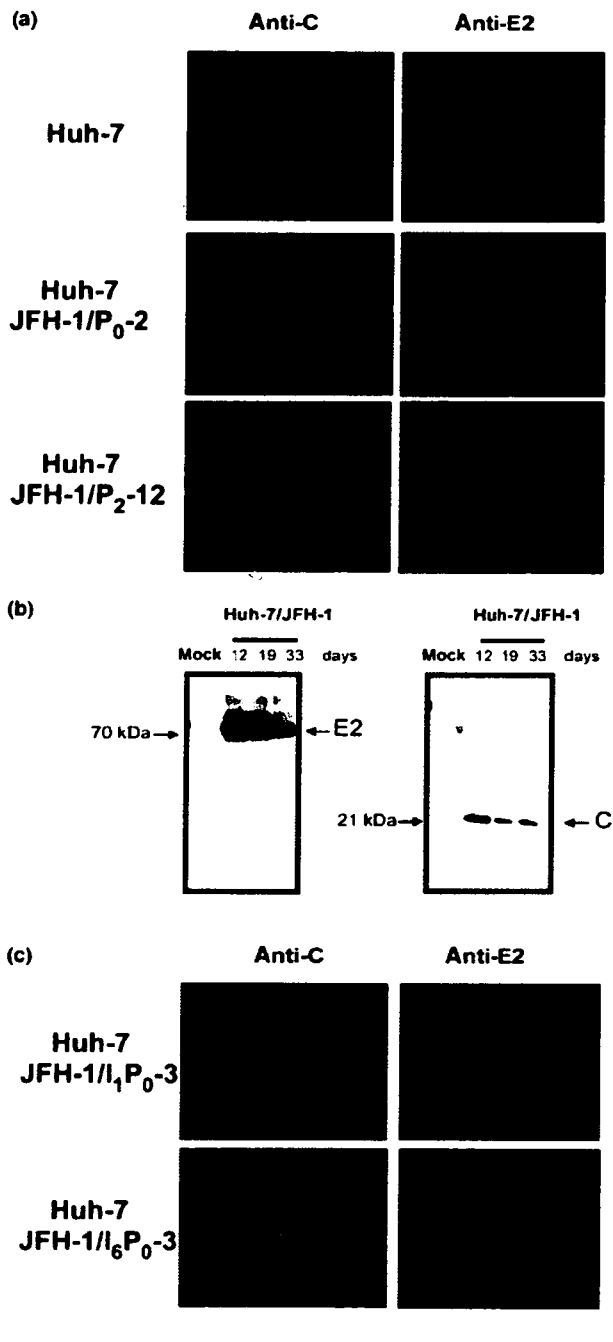 (a)
Anti-C Anti-E2
Huh-7
Huh-7
JFH-1/P₀-2
Huh-7
JFH-1/P₂-12
(b)
Huh-7/JFH-1 Huh-7/JFH-1
Mock 12 19 33 days Mock 12 19 33 days
70 kDa E2
21 kDa C
(c)
Anti-C Anti-E2
Huh-7
JFH-1/I₁P₀-3
Huh-7
JFH-1/I₆P₀-3